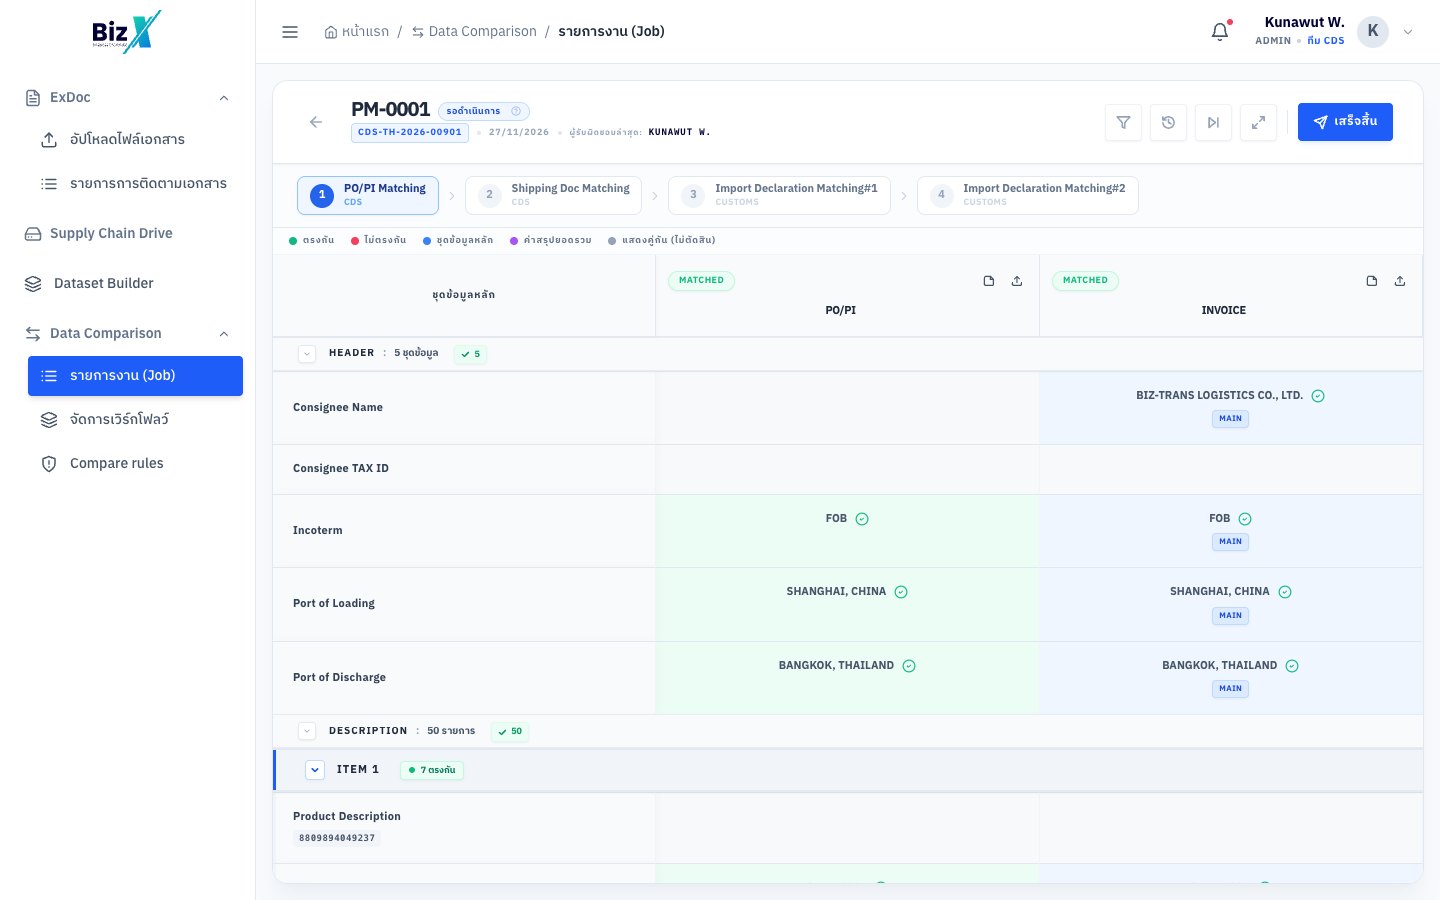 BizX
หน้าแรก / Data Comparison / รายการงาน (Job)
Kunawut W.
ADMIN ทีม CDS
K
ExDoc
อัปโหลดไฟล์เอกสาร
รายการการติดตามเอกสาร
Supply Chain Drive
Dataset Builder
Data Comparison
รายการงาน (Job)
จัดการเวิร์กโฟลว์
Compare rules
PM-0001 รอดำเนินการ
CDS-TH-2026-00901 27/11/2026 ผู้รับผิดชอบล่าสุด: KUNAWUT W.
เสร็จสิ้น
1 PO/PI Matching
CDS
2 Shipping Doc Matching
CDS
3 Import Declaration Matching#1
CUSTOMS
4 Import Declaration Matching#2
CUSTOMS
ตรงกัน ไม่ตรงกัน ชุดข้อมูลหลัก ค่าสรุปยอดรวม แสดงคู่กัน (ไม่ตัดสิน)
ชุดข้อมูลหลัก
MATCHED
PO/PI
MATCHED
INVOICE
HEADER : 5 ชุดข้อมูล 5
Consignee Name
BIZ-TRANS LOGISTICS CO., LTD.
MAIN
Consignee TAX ID
Incoterm
FOB
FOB
MAIN
Port of Loading
SHANGHAI, CHINA
SHANGHAI, CHINA
MAIN
Port of Discharge
BANGKOK, THAILAND
BANGKOK, THAILAND
MAIN
DESCRIPTION : 50 รายการ 50
ITEM 1 7 ตรงกัน
Product Description
8809894049237